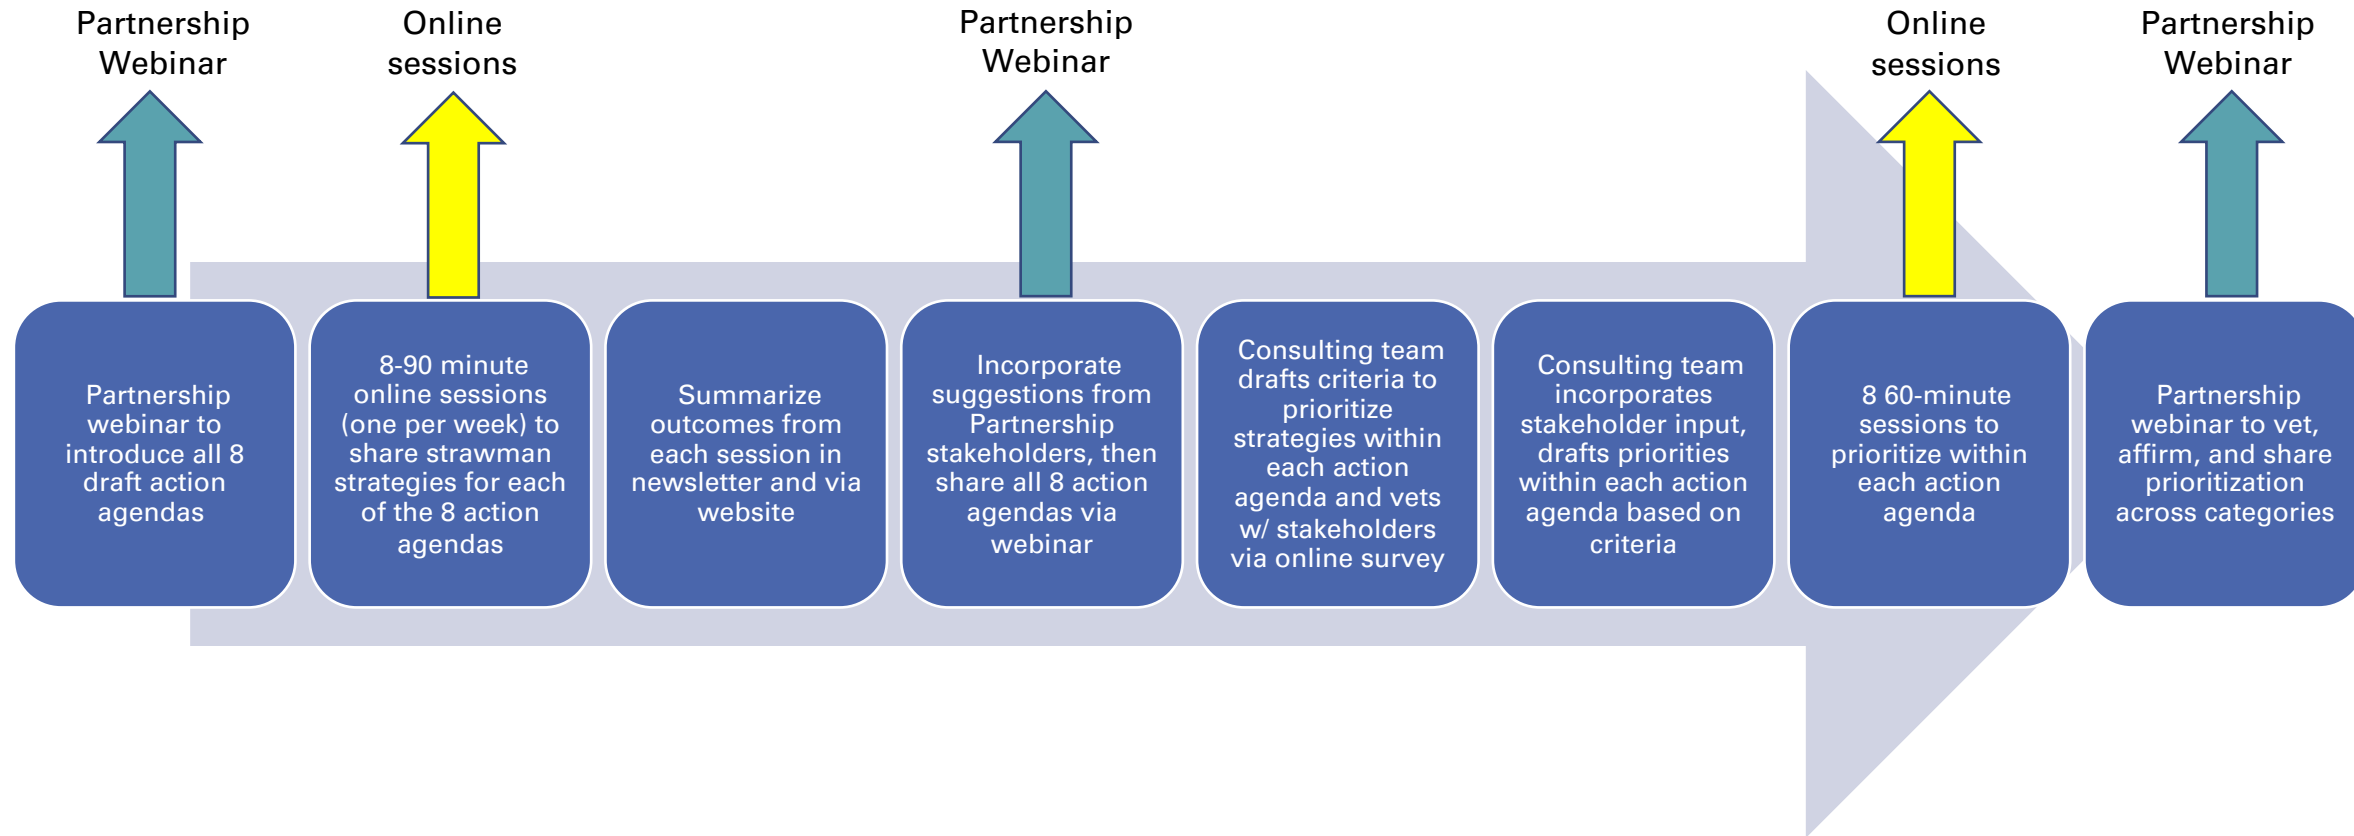 Partnership
Webinar
Online
sessions
Partnership
Webinar
Online
sessions
Partnership
Webinar
Partnership
webinar to
introduce all 8
draft action
agendas
8-90 minute
online sessions
(one per week) to
share strawman
strategies for each
of the 8 action
agendas
Summarize
outcomes from
each session in
newsletter and via
website
Incorporate
suggestions from
Partnership
stakeholders, then
share all 8 action
agendas via
webinar
Consulting team
drafts criteria to
prioritize
strategies within
each action
agenda and vets
w/ stakeholders
via online survey
Consulting team
incorporates
stakeholder input,
drafts priorities
within each action
agenda based on
criteria
8 60-minute
sessions to
prioritize within
each action
agenda
Partnership
webinar to vet,
affirm, and share
prioritization
across categories